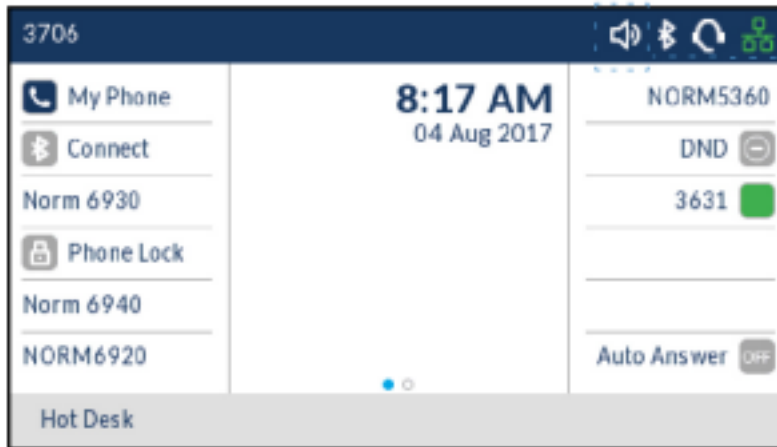 3706
My Phone
Connect
Norm 6930
Phone Lock
Norm 6940
NORM6920
8:17 AM
04 Aug 2017
NORM5360
DND
3631
Auto Answer OFF
Hot Desk